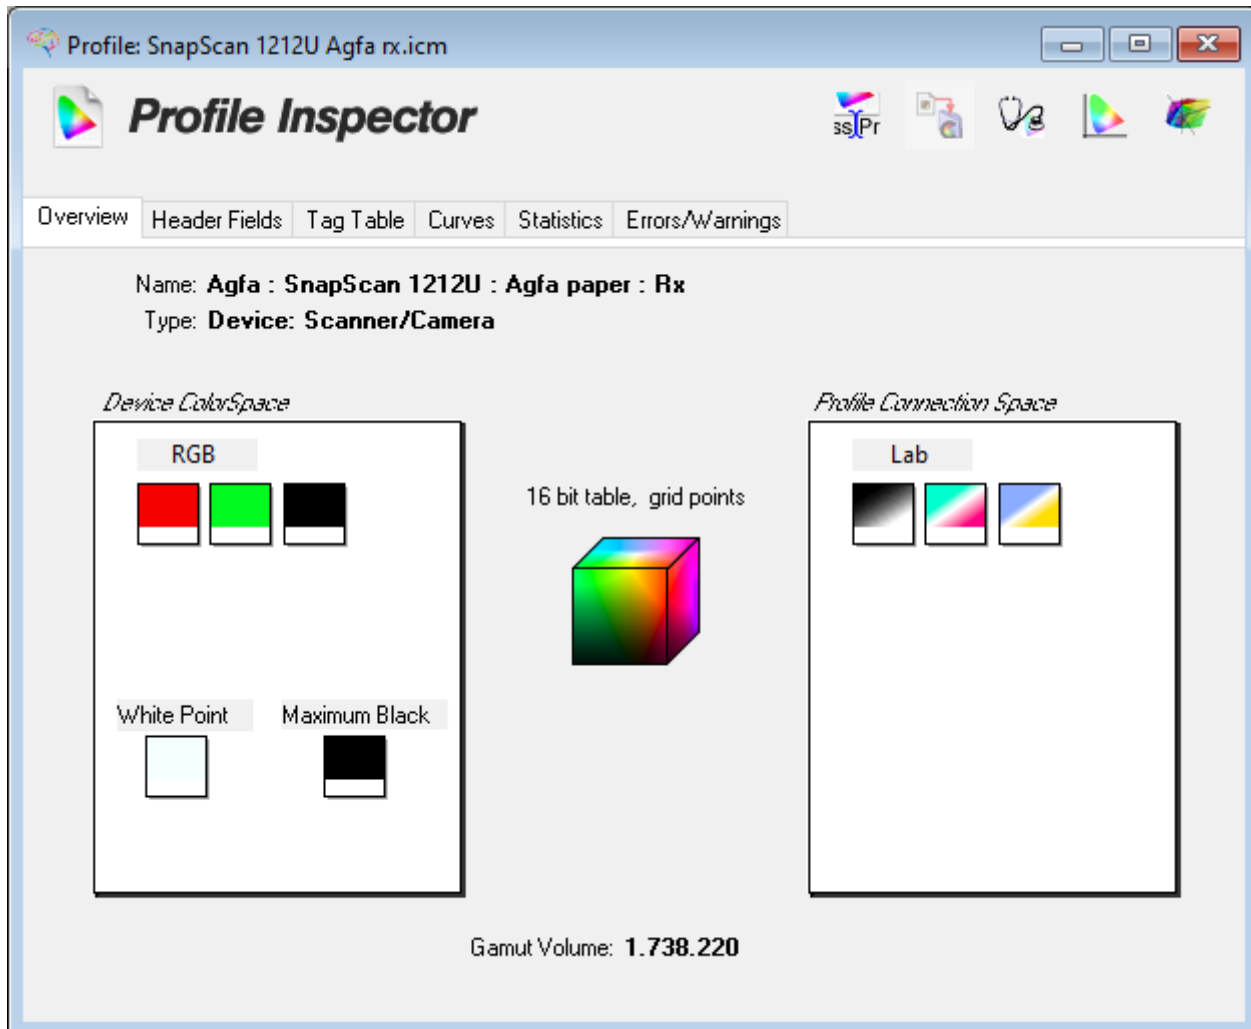 Profile: SnapScan 1212U Agfa rx.icm
Profile Inspector
ss Pr
Overview Header Fields Tag Table Curves Statistics Errors/Warnings
Name: Agfa : SnapScan 1212U : Agfa paper : Rx
Type: Device: Scanner/Camera
Device ColorSpace
Profile Connection Space
RGB
Lab
16 bit table, grid points
White Point
Maximum Black
Gamut Volume: 1.738.220